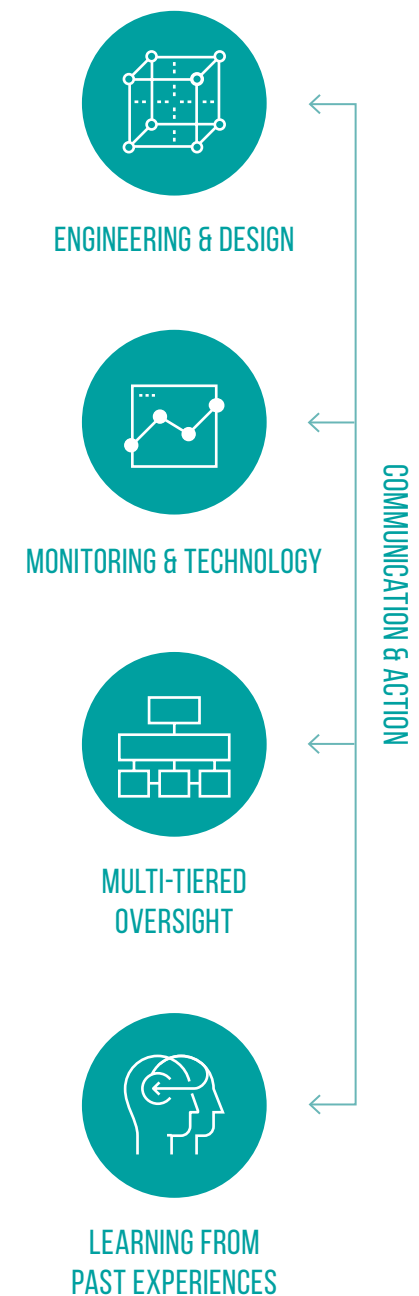 ENGINEERING & DESIGN
MONITORING & TECHNOLOGY
COMMUNICATION & ACTION
MULTI-TIERED
OVERSIGHT
LEARNING FROM
PAST EXPERIENCES